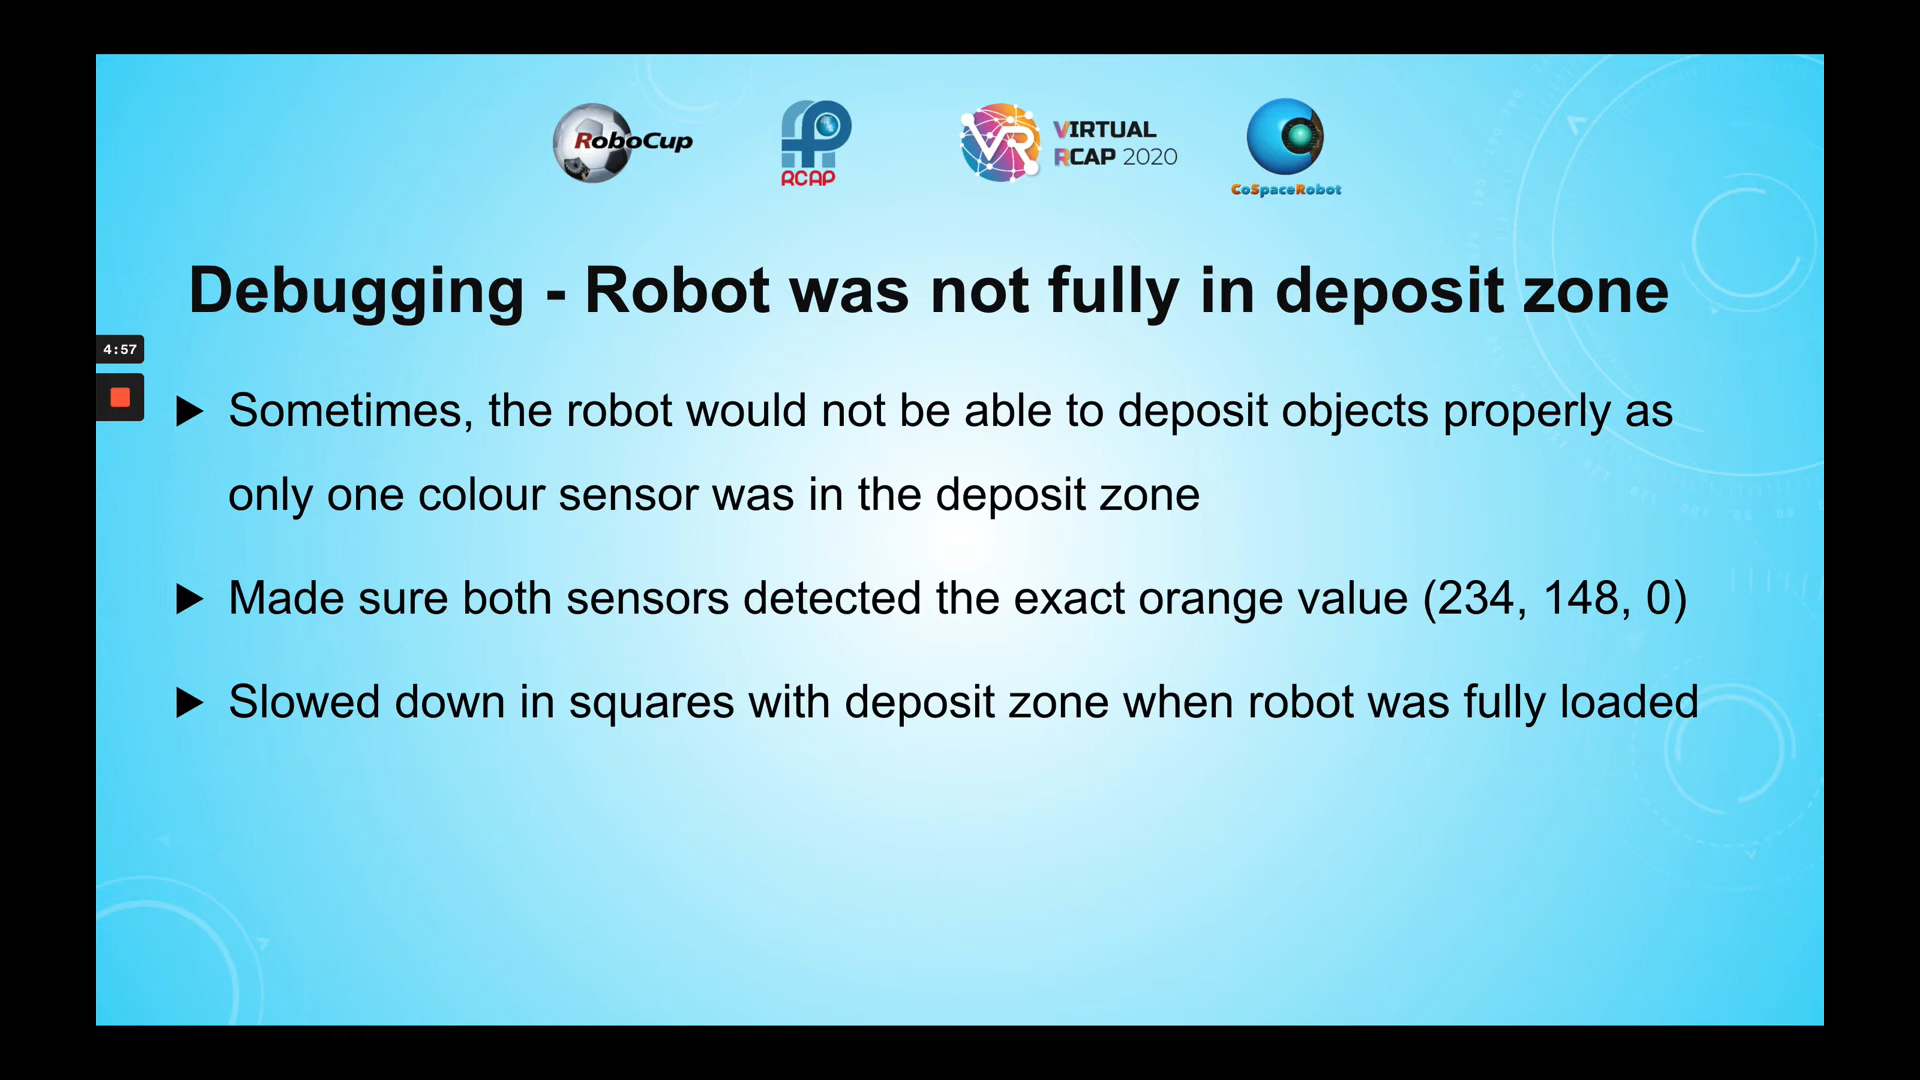 RoboCup
RCAP
VR
VIRTUAL
RCAP 2020
CoSpaceRobot
Debugging - Robot was not fully in deposit zone
4:57
Sometimes, the robot would not be able to deposit objects properly as
only one colour sensor was in the deposit zone
Made sure both sensors detected the exact orange value (234, 148, 0)
Slowed down in squares with deposit zone when robot was fully loaded